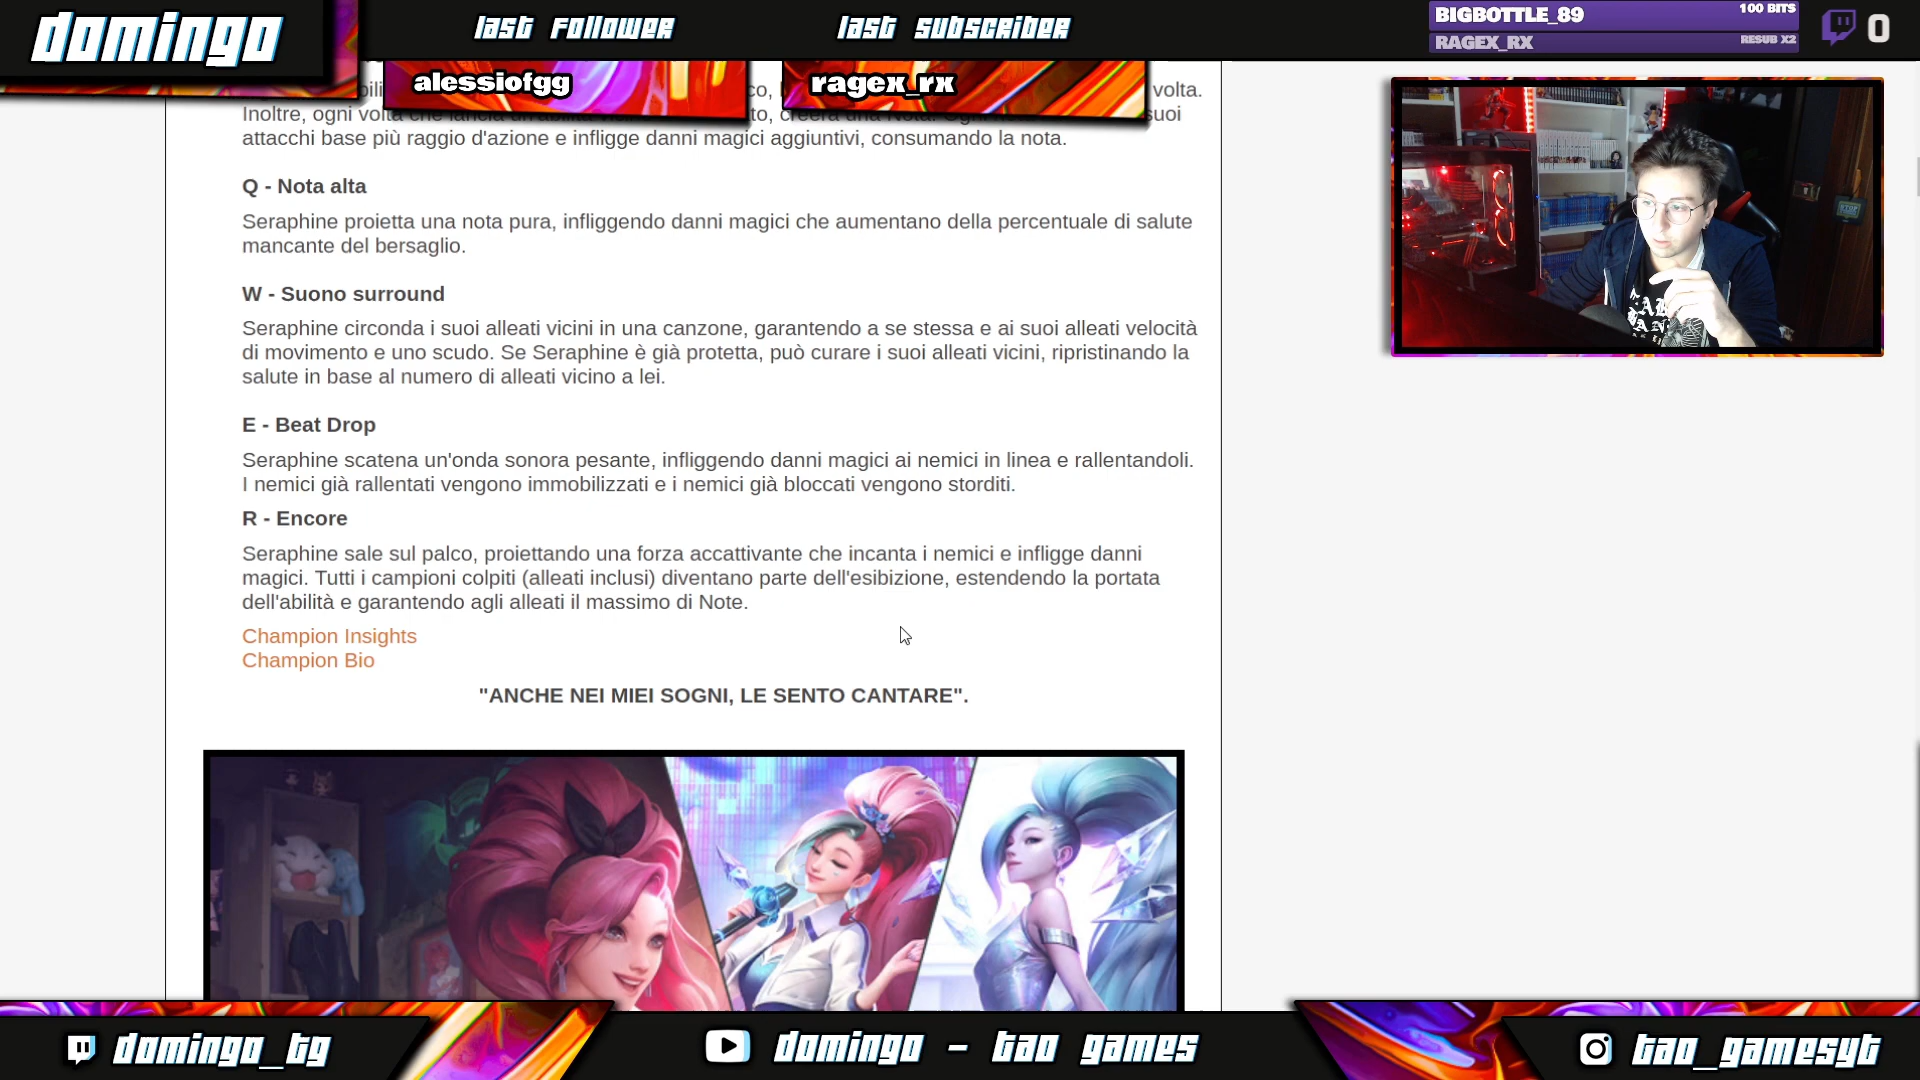 domingo
last follower
last subscriber
BIGBOTTLE_89
100 BITS
RAGEX_RX
RESUB X2
0
alessiofgg
ragex_rx
volta.
Inoltre, ogni
suoi
attacchi base più raggio d'azione e infligge danni magici aggiuntivi, consumando la nota.
Q - Nota alta
Seraphine proietta una nota pura, infliggendo danni magici che aumentano della percentuale di salute
mancante del bersaglio.
W - Suono surround
Seraphine circonda i suoi alleati vicini in una canzone, garantendo a se stessa e ai suoi alleati velocità
di movimento e uno scudo. Se Seraphine è già protetta, può curare i suoi alleati vicini, ripristinando la
salute in base al numero di alleati vicino a lei.
E - Beat Drop
Seraphine scatena un'onda sonora pesante, infliggendo danni magici ai nemici in linea e rallentandoli.
I nemici già rallentati vengono immobilizzati e i nemici già bloccati vengono storditi.
R - Encore
Seraphine sale sul palco, proiettando una forza accattivante che incanta i nemici e infligge danni
magici. Tutti i campioni colpiti (alleati inclusi) diventano parte dell'esibizione, estendendo la portata
dell'abilità e garantendo agli alleati il massimo di Note.
Champion Insights
Champion Bio
"ANCHE NEI MIEI SOGNI, LE SENTO CANTARE".
domingo_tg
domingo - tao games
tao_gamesyt